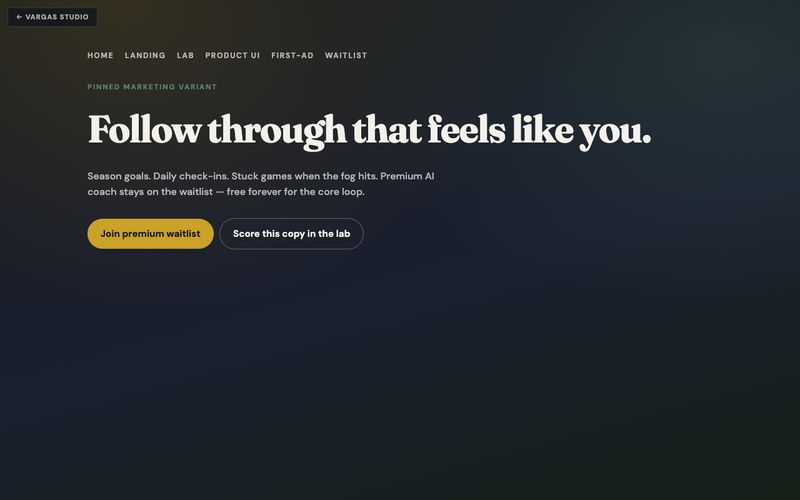 ← VARGAS STUDIO
HOME LANDING LAB PRODUCT UI FIRST-AD WAITLIST
PINNED MARKETING VARIANT
Follow through that feels like you.
Season goals. Daily check-ins. Stuck games when the fog hits. Premium AI
coach stays on the waitlist — free forever for the core loop.
Join premium waitlist Score this copy in the lab